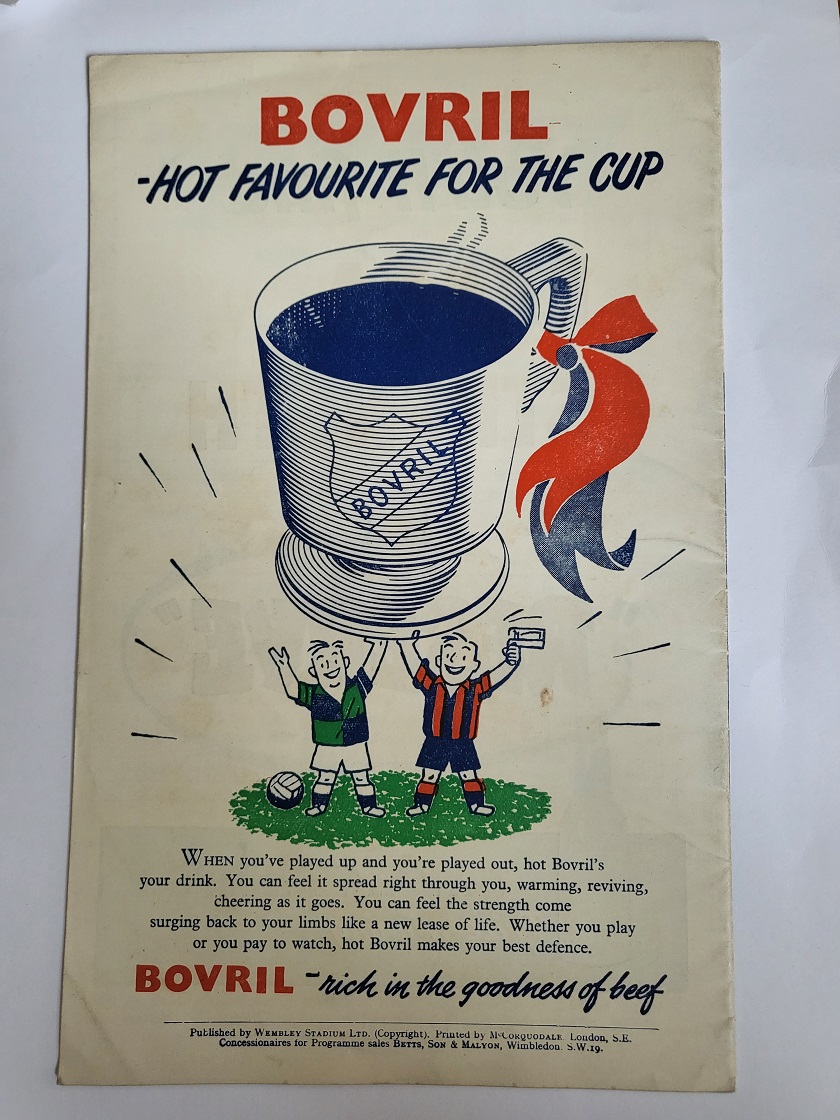 BOVRIL
-HOT FAVOURITE FOR THE CUP
BOVRIL
WHEN you've played up and you're played out, hot Bovril's
your drink. You can feel it spread right through you, warming, reviving,
cheering as it goes. You can feel the strength come
surging back to your limbs like a new lease of life. Whether you play
or you pay to watch, hot Bovril makes your best defence.
BOVRIL -rich in the goodness of beef
Published by WEMBLEY STADIUM LTD. (Copyright). Printed by McCORQUODALE London, S.E.
Concessionaires for Programme sales BETTS, SON & MALYON, Wimbledon. S.W.19.